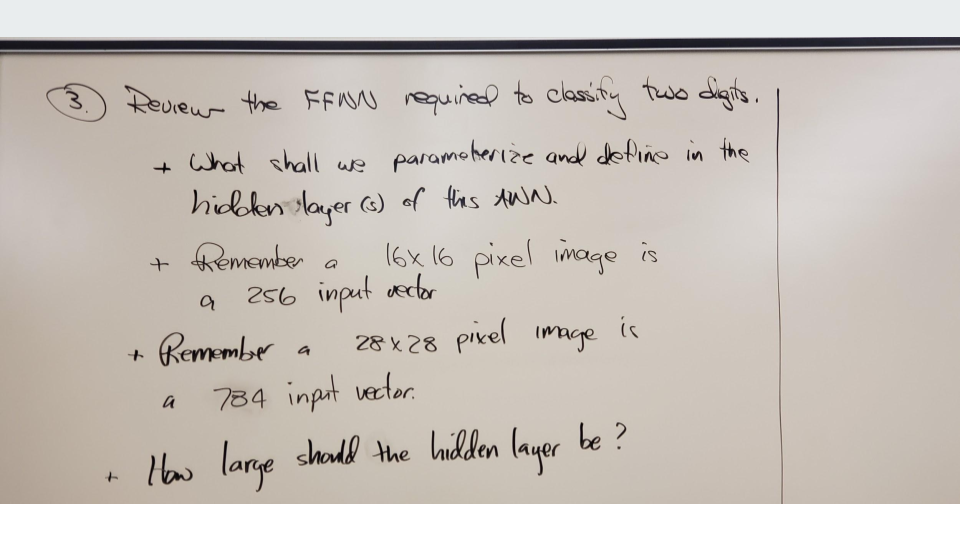 3. Review the FFNN required to classify two digits.
+ What shall we parameterize and define in the
hidden layer(s) of this ANN.
+ Remember a 16x16 pixel image is
a 256 input vector
+ Remember a 28x28 pixel image is
a 784 input vector.
+ How large should the hidden layer be?